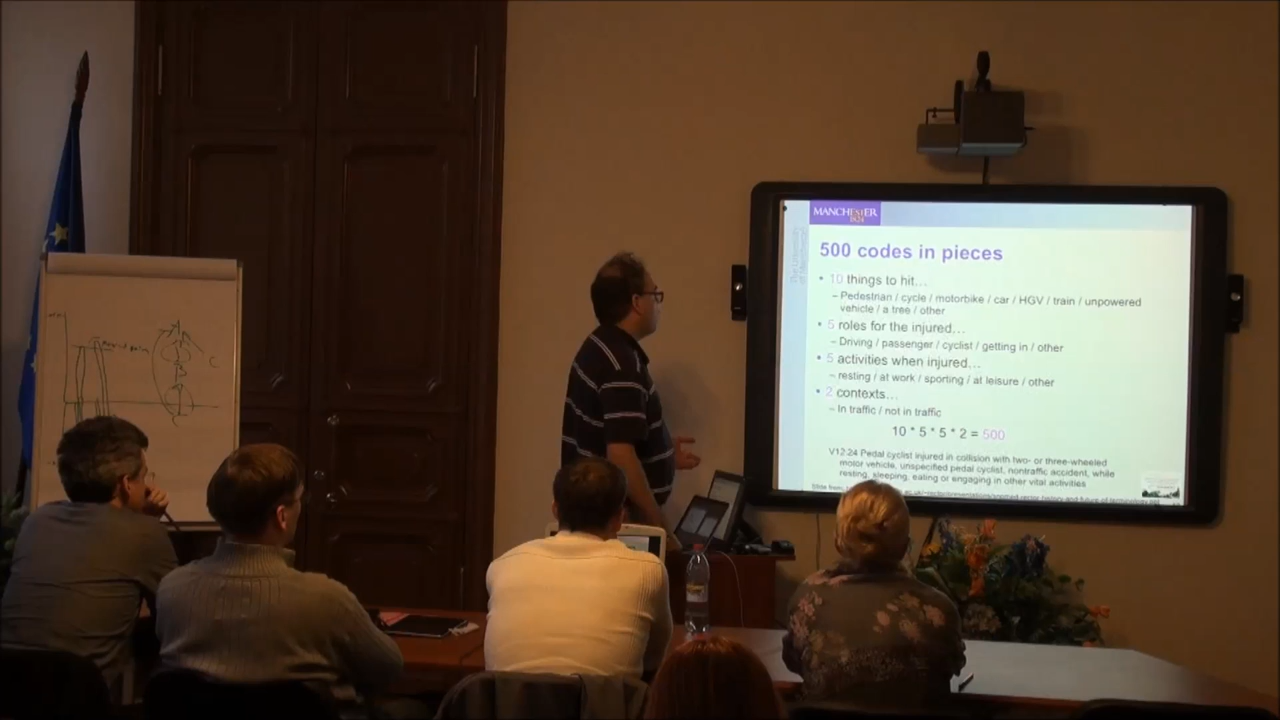 MANCHESTER
1824
The University
of Manchester
500 codes in pieces
• 10 things to hit…
– Pedestrian / cycle / motorbike / car / HGV / train / unpowered
vehicle / a tree / other
• 5 roles for the injured…
– Driving / passenger / cyclist / getting in / other
• 5 activities when injured…
– resting / at work / sporting / at leisure / other
• 2 contexts…
– In traffic / not in traffic
10 * 5 * 5 * 2 = 500
V12.24 Pedal cyclist injured in collision with two- or three-wheeled
motor vehicle, unspecified pedal cyclist, nontraffic accident, while
resting, sleeping, eating or engaging in other vital activities
Slide from:
C